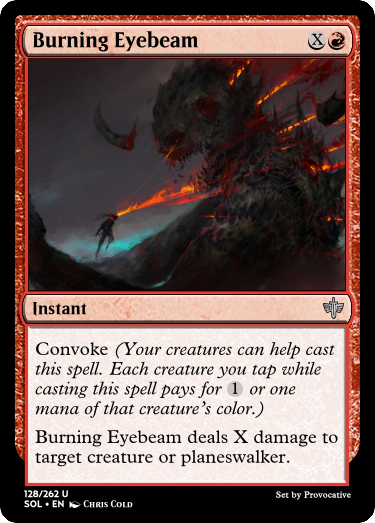 Burning Eyebeam X
Instant
Convoke (Your creatures can help cast
this spell. Each creature you tap while
casting this spell pays for 1 or one
mana of that creature's color.)
Burning Eyebeam deals X damage to
target creature or planeswalker.
128/262 U
SOL • EN Chris Cold
Set by Provocative